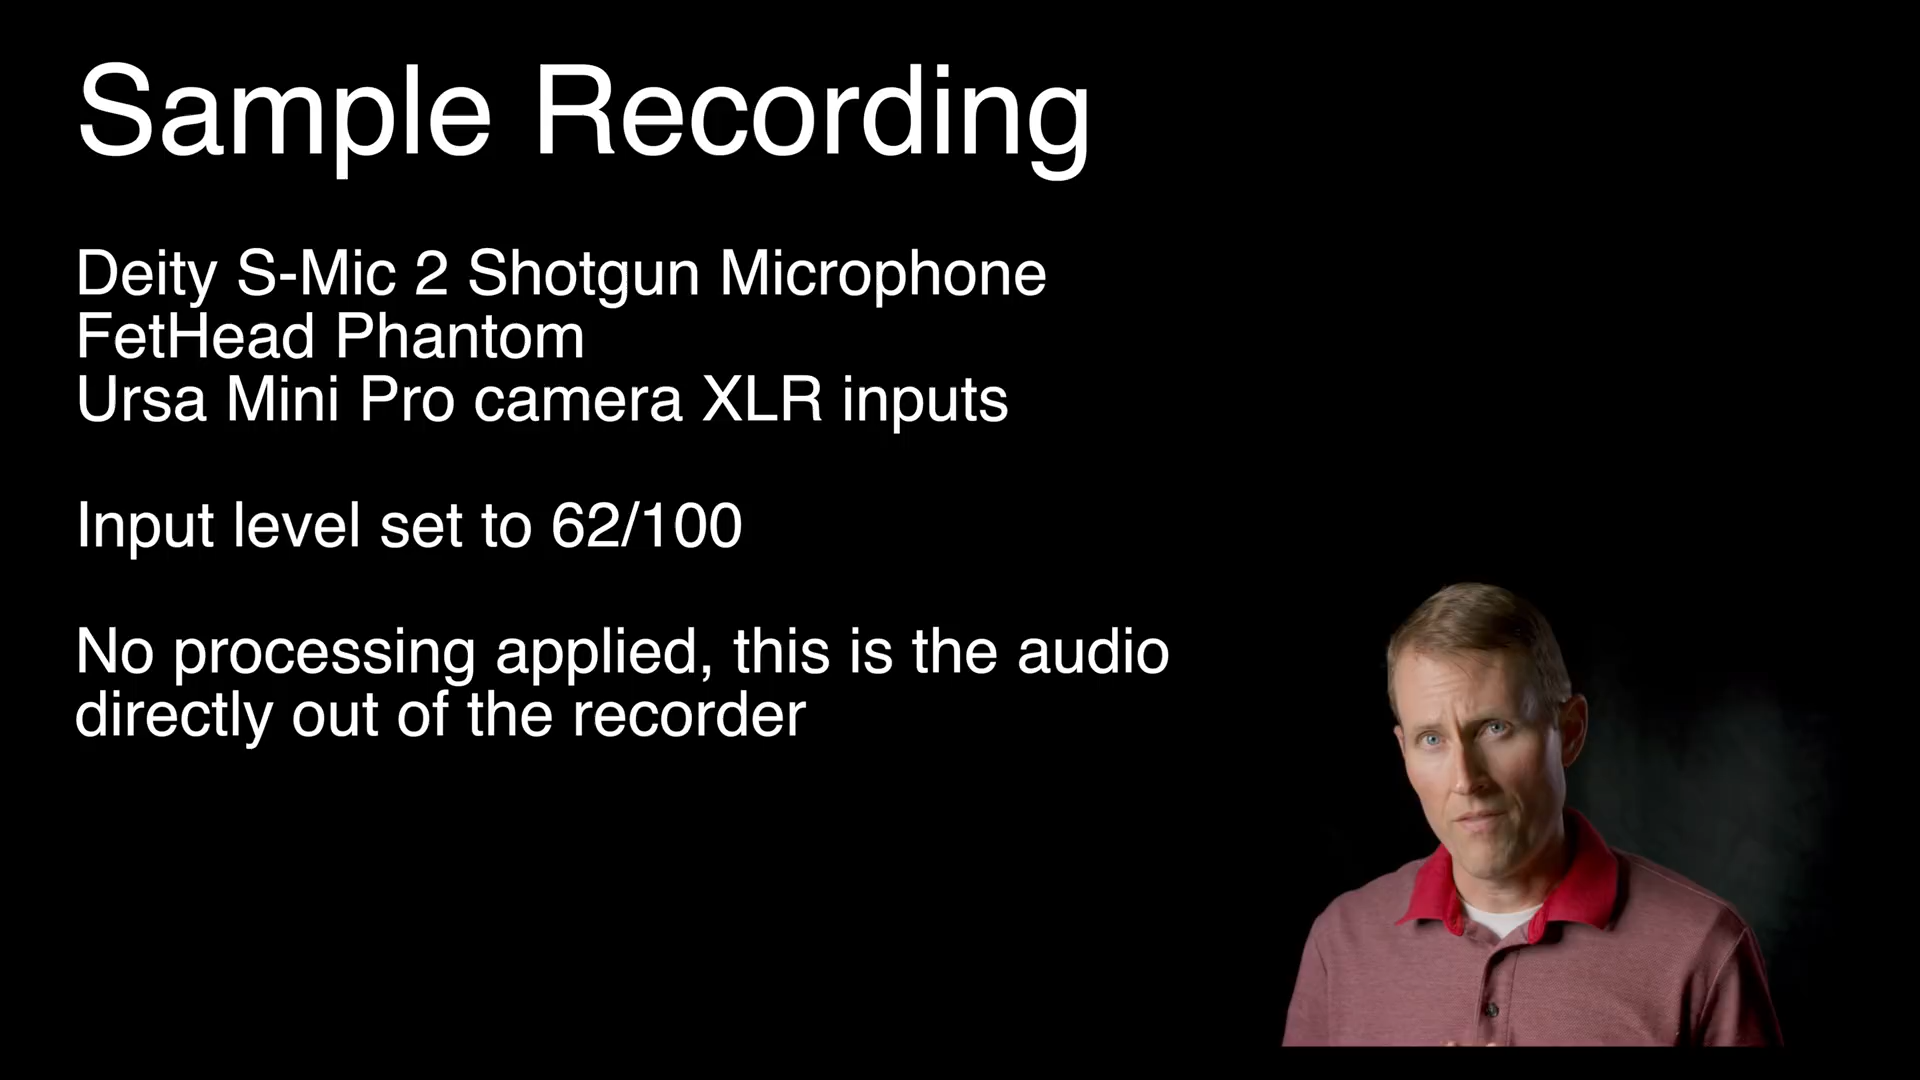 Sample Recording
Deity S-Mic 2 Shotgun Microphone
FetHead Phantom
Ursa Mini Pro camera XLR inputs
Input level set to 62/100
No processing applied, this is the audio
directly out of the recorder